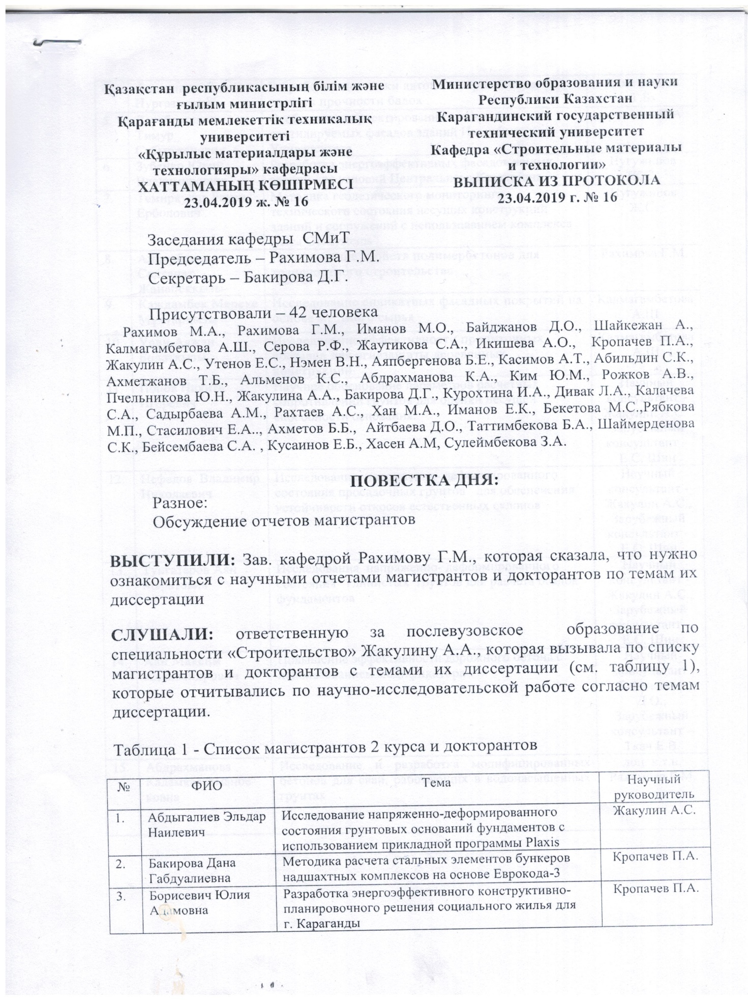 Қазақстан республикасының білім және
ғылым министрлігі
Қарағанды мемлекеттік техникалық
университеті
«Құрылыс материалдары және
технологияры» кафедрасы
ХАТТАМАНЫҢ КӨШІРМЕСІ
23.04.2019 ж. № 16
Министерство образования и науки
Республики Казахстан
Карагандинский государственный
технический университет
Кафедра «Строительные материалы
и технологии»
ВЫПИСКА ИЗ ПРОТОКОЛА
23.04.2019 г. № 16
Заседания кафедры СМиТ
Председатель – Рахимова Г.М.
Секретарь – Бакирова Д.Г.
Присутствовали – 42 человека
Рахимов М.А., Рахимова Г.М., Иманов М.О., Байджанов Д.О., Шайкежан А.,
Калмагамбетова А.Ш., Серова Р.Ф., Жаутикова С.А., Икишева А.О., Кропачев П.А.,
Жакулин А.С., Утенов Е.С., Нэмен В.Н., Аяпбергенова Б.Е., Касимов А.Т., Абильдин С.К.,
Ахметжанов Т.Б., Альменов К.С., Абдрахманова К.А., Ким Ю.М., Рожков А.В.,
Пчельникова Ю.Н., Жакулина А.А., Бакирова Д.Г., Курохтина И.А., Дивак Л.А., Калачева
С.А., Садырбаева А.М., Рахтаев А.С., Хан М.А., Иманов Е.К., Бекетова М.С.,Рябкова
М.П., Стасилович Е.А.., Ахметов Б.Б., Айтбаева Д.О., Таттимбекова Б.А., Шаймерденова
С.К., Бейсембаева С.А. , Кусаинов Е.Б., Хасен А.М, Сулеймбекова З.А.
ПОВЕСТКА ДНЯ:
Разное:
Обсуждение отчетов магистрантов
ВЫСТУПИЛИ: Зав. кафедрой Рахимову Г.М., которая сказала, что нужно
ознакомиться с научными отчетами магистрантов и докторантов по темам их
диссертации
СЛУШАЛИ: ответственную за послевузовское образование по
специальности «Строительство» Жакулину А.А., которая вызывала по списку
магистрантов и докторантов с темами их диссертации (см. таблицу 1),
которые отчитывались по научно-исследовательской работе согласно темам
диссертации.
Таблица 1 - Список магистрантов 2 курса и докторантов
№ ФИО Тема Научный
руководитель
1. Абдыгалиев Эльдар Исследование напряженно-деформированного Жакулин А.С.
Наилевич состояния грунтовых оснований фундаментов с
использованием прикладной программы Plaxis
2. Бакирова Дана Методика расчета стальных элементов бункеров Кропачев П.А.
Габдуалиевна надшахтных комплексов на основе Еврокода-3
3. Борисевич Юлия Разработка энергоэффективного конструктивно- Кропачев П.А.
Адамовна планировочного решения социального жилья для
г. Караганды